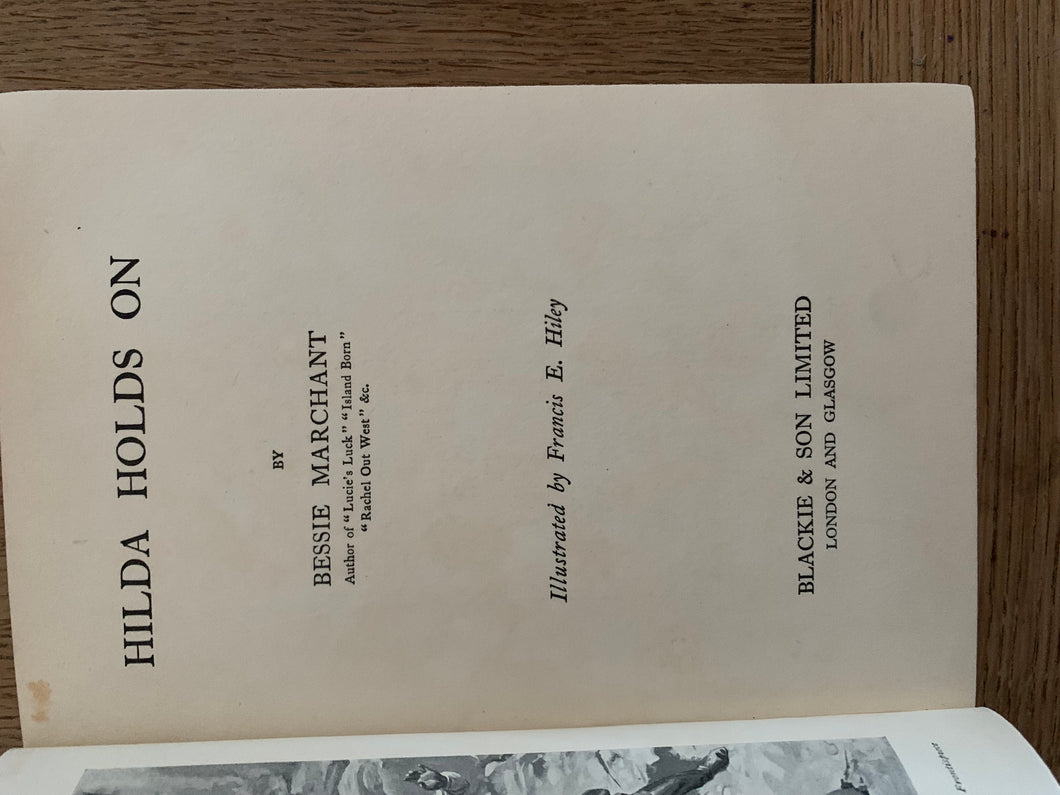 HILDA HOLDS ON
BY
BESSIE MARCHANT
Author of “Lucie's Luck” “Island Born”
“Rachel Out West” &c.
Illustrated by Francis E. Hiley
BLACKIE & SON LIMITED
LONDON AND GLASGOW
Frontispiece